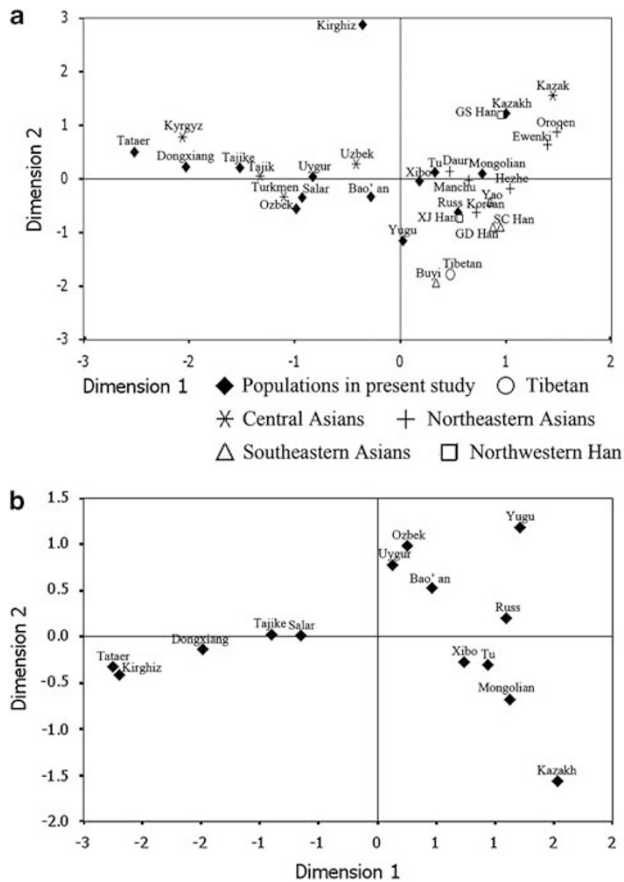 a
3
Kirghiz
2
Kazak
Kazakh
GS Han
Oroqen
1
Kyrgyz
Ewenki
Tataer
Dongxiang
Tajike
Tajik
Uygur
Uzbek
Tu
Daur
Mongolian
0
Xibo
Manchu
Hezhe
Turkmen
Salar
Bao' an
Yao
Ozbek
Russ
Korean
XJ Han
SC Han
GD Han
-1
Yugu
Tibetan
Buyi
-2
-3
-3 -2 -1 0 1 2
Dimension 2
Dimension 1
Populations in present study
Tibetan
Central Asians
Northeastern Asians
Southeastern Asians
Northwestern Han
b
1.5
Yugu
1.0
Ozbek
Uygur
Bao' an
0.5
Russ
Tajike
Salar
0.0
Dongxiang
Xibo
Tu
Tataer
Kirghiz
-0.5
Mongolian
-1.0
Kazakh
-1.5
-2.0
-3 -2 -2 -1 -1 0 1 1 2 2
Dimension 2
Dimension 1